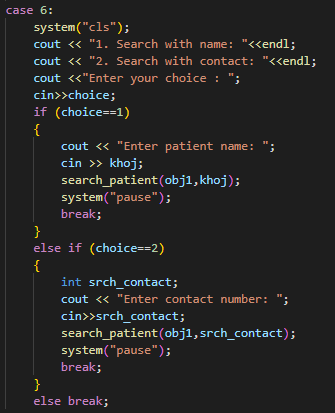 case 6:
    system("cls");
    cout << "1. Search with name: "<<endl;
    cout << "2. Search with contact: "<<endl;
    cout <<"Enter your choice : ";
    cin>>choice;
    if (choice==1)
    {
        cout << "Enter patient name: ";
        cin >> khoj;
        search_patient(obj1,khoj);
        system("pause");
        break;
    }
    else if (choice==2)
    {
        int srch_contact;
        cout << "Enter contact number: ";
        cin>>srch_contact;
        search_patient(obj1,srch_contact);
        system("pause");
        break;
    }
    else break;